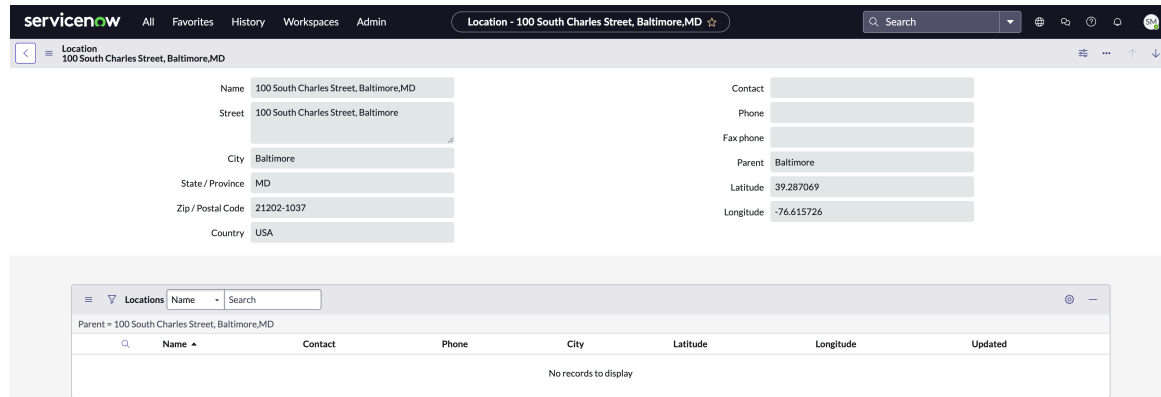 servicenow All Favorites History Workspaces Admin Location - 100 South Charles Street, Baltimore,MD Search SM
Location
100 South Charles Street, Baltimore,MD
Name 100 South Charles Street, Baltimore,MD
Street 100 South Charles Street, Baltimore
City Baltimore
State / Province MD
Zip / Postal Code 21202-1037
Country USA
Contact
Phone
Fax phone
Parent Baltimore
Latitude 39.287069
Longitude -76.615726
Locations Name Search
Parent = 100 South Charles Street, Baltimore,MD
Name Contact Phone City Latitude Longitude Updated
No records to display